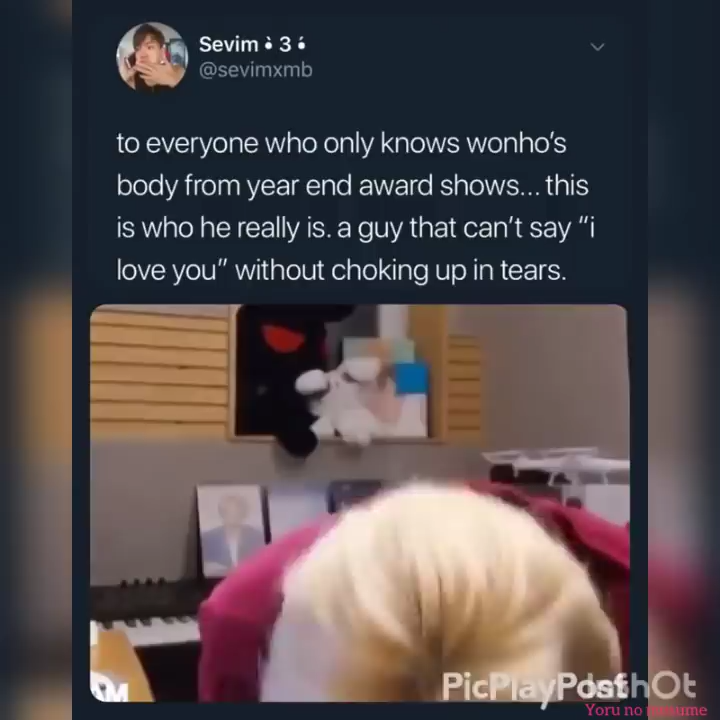 Sevim ὃ 3 ő
@sevimxmb
to everyone who only knows wonho’s
body from year end award shows... this
is who he really is. a guy that can’t say “i
love you” without choking up in tears.
PicPlayPost
Yoru no